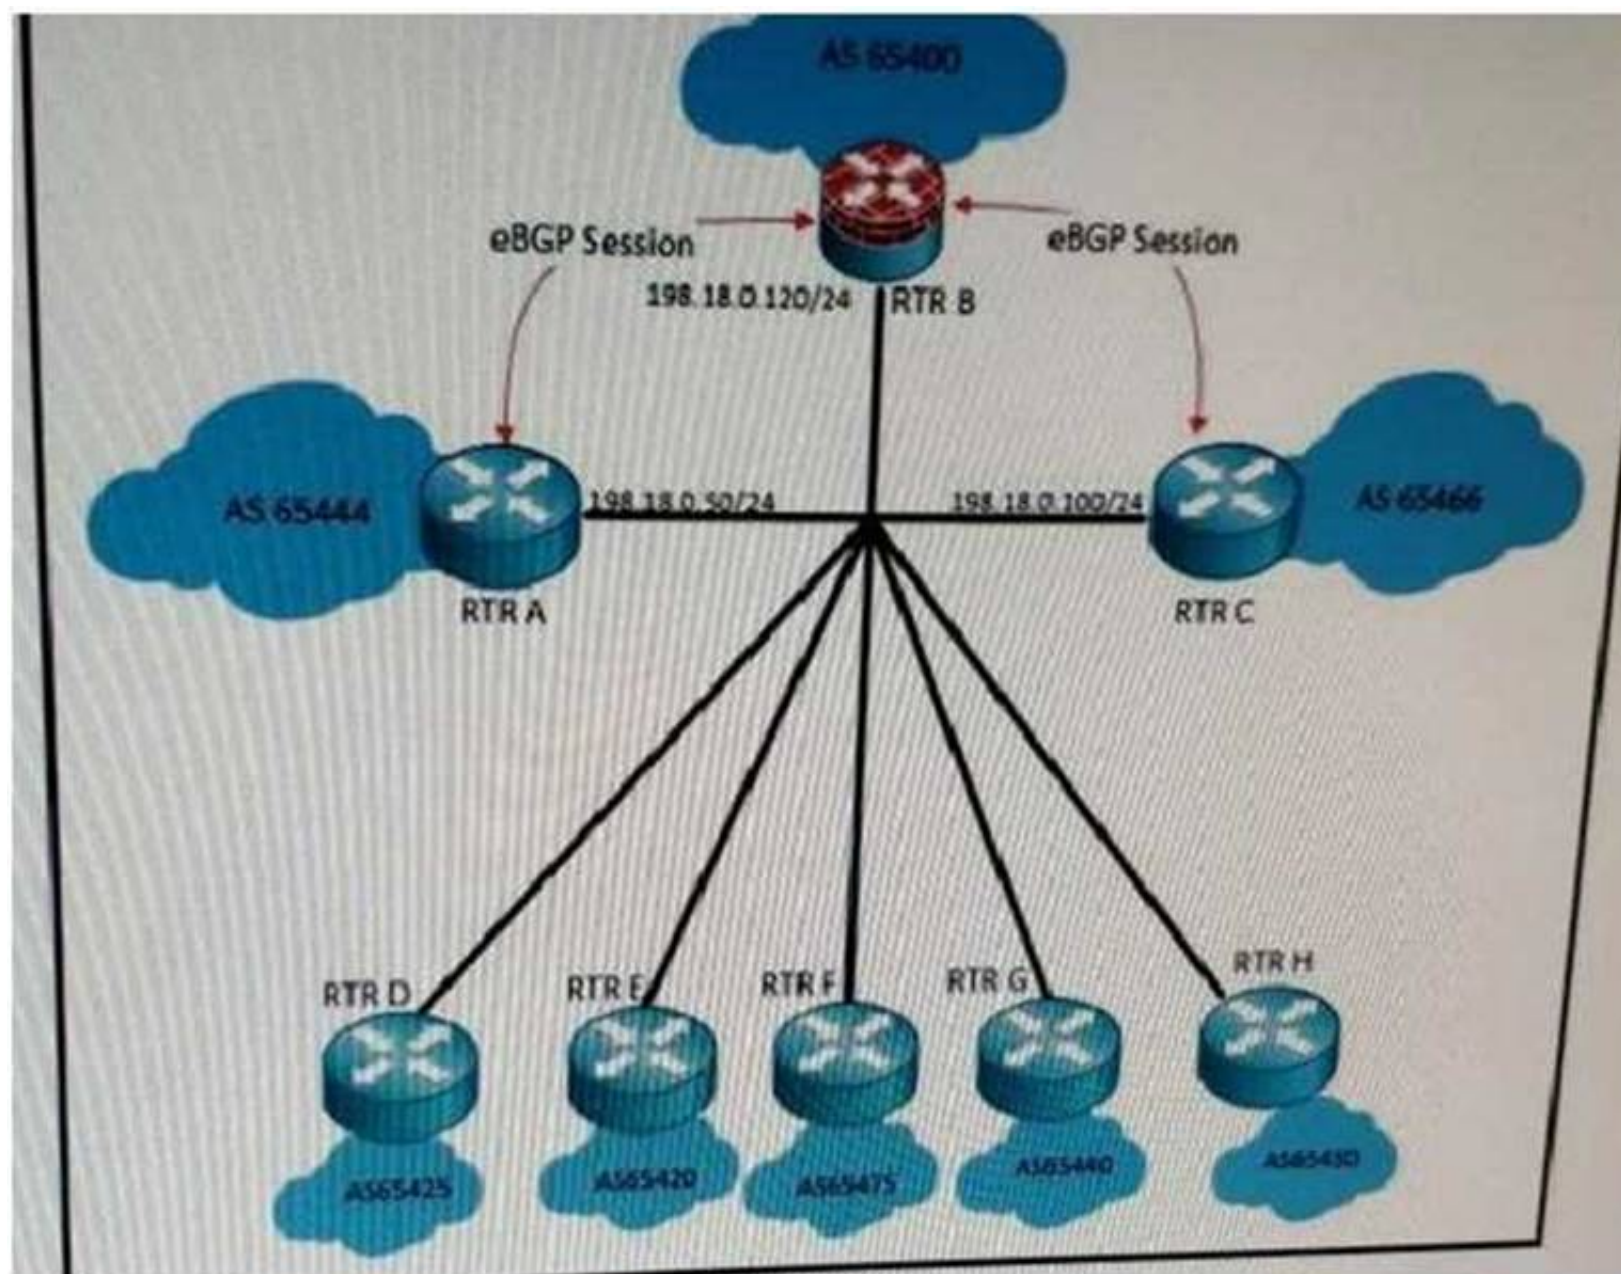 AS 65400
eBGP Session
eBGP Session
198.18.0.120/24
RTR B
198.18.0.50/24
198.18.0.100/24
AS 65444
AS 65466
RTR A
RTR C
RTR D
RTR E
RTR F
RTR G
RTR H
AS65425
AS65420
AS65475
AS65440